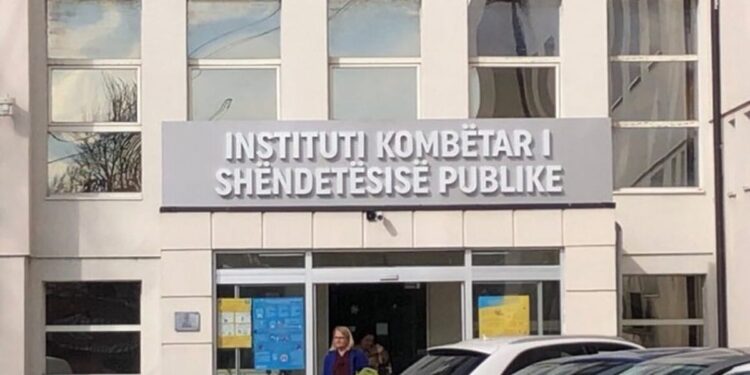 INSTITUTI KOMBËTAR I
SHËNDETËSISË PUBLIKE